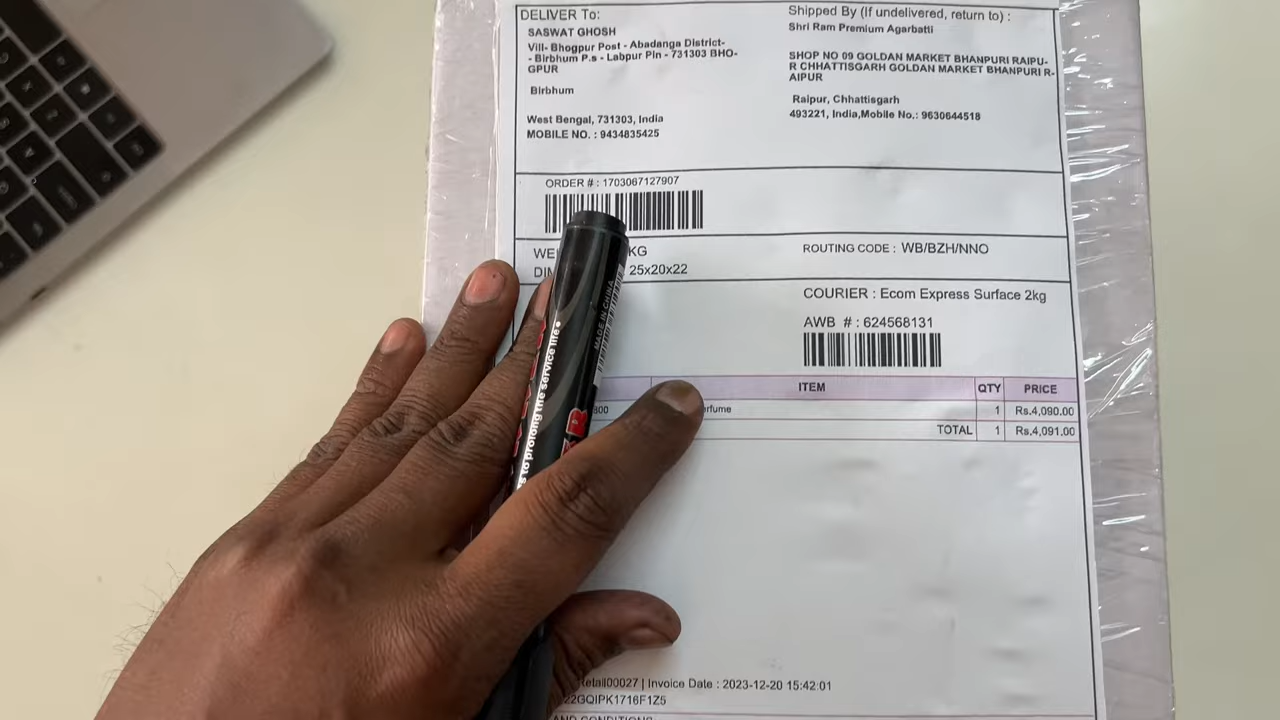 DELIVER To:
SASWAT GHOSH
Vill- Bhogpur Post - Abadanga District-
- Birbhum P.s - Labpur Pin - 731303 BHO-
GPUR
Birbhum
West Bengal, 731303, India
MOBILE NO. : 9434835425
Shipped By (If undelivered, return to) :
Shri Ram Premium Agarbatti
SHOP NO 09 GOLDAN MARKET BHANPURI RAIPU-
R CHHATTISGARH GOLDAN MARKET BHANPURI R-
AIPUR
Raipur, Chhattisgarh
493221, India,Mobile No.: 9630644518
ORDER # : 1703067127907
KG
25x20x22
ROUTING CODE : WB/BZH/NNO
COURIER : Ecom Express Surface 2kg
AWB # : 624568131
ITEM QTY PRICE
1 Rs.4,090.00
TOTAL 1 Rs.4,091.00
MADE IN CHINA
to prolong the service life
| Invoice Date : 2023-12-20 15:42:01
22GQIPK1716F1Z5